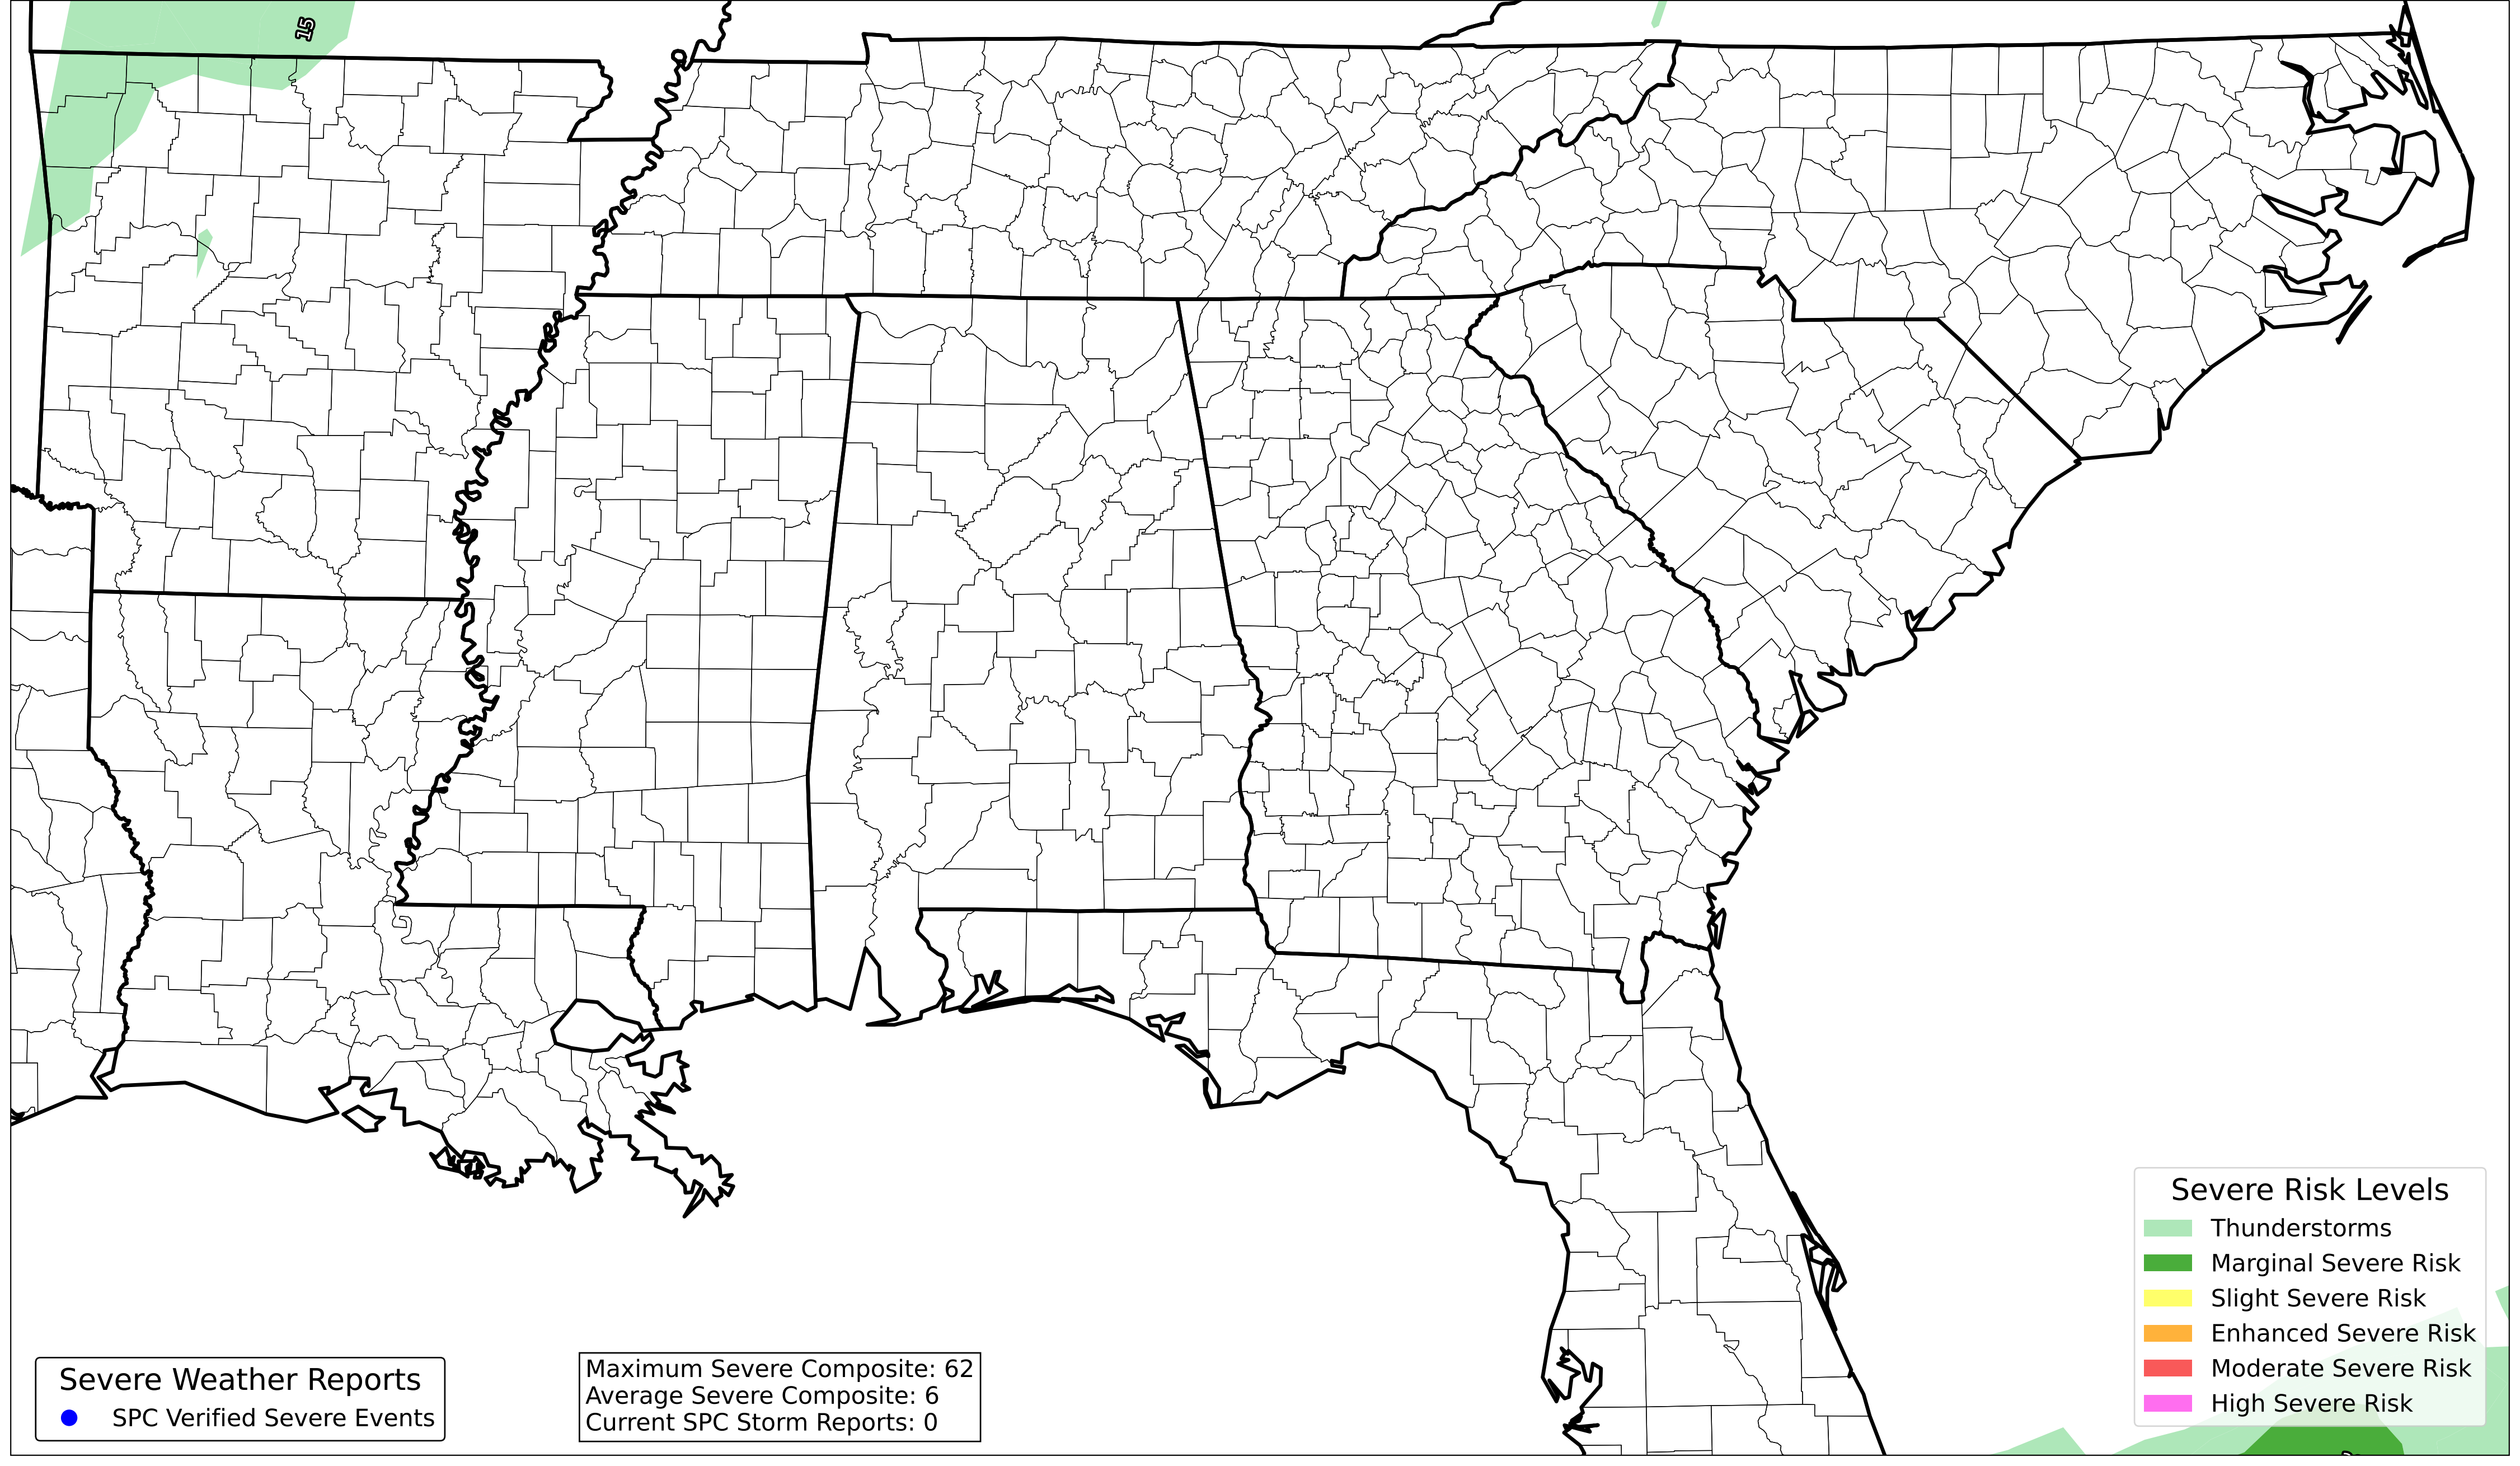 15
Severe Risk Levels
Thunderstorms
Marginal Severe Risk
Slight Severe Risk
Enhanced Severe Risk
Moderate Severe Risk
High Severe Risk
Severe Weather Reports
SPC Verified Severe Events
Maximum Severe Composite: 62
Average Severe Composite: 6
Current SPC Storm Reports: 0